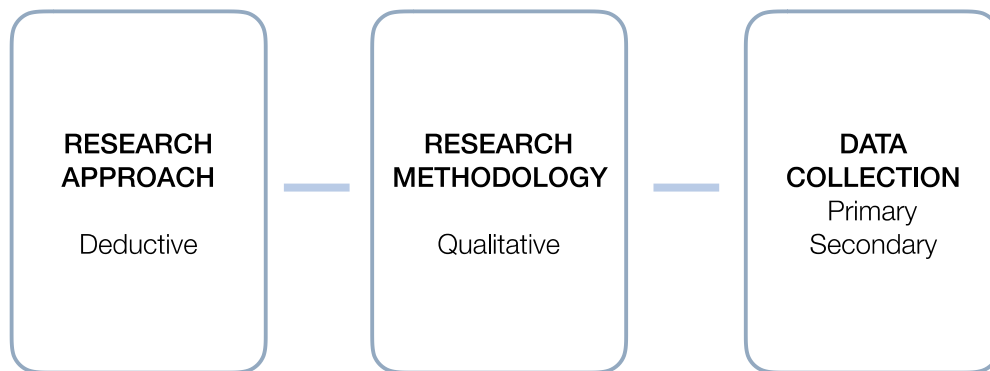 RESEARCH
APPROACH
Deductive
RESEARCH
METHODOLOGY
Qualitative
DATA
COLLECTION
Primary
Secondary